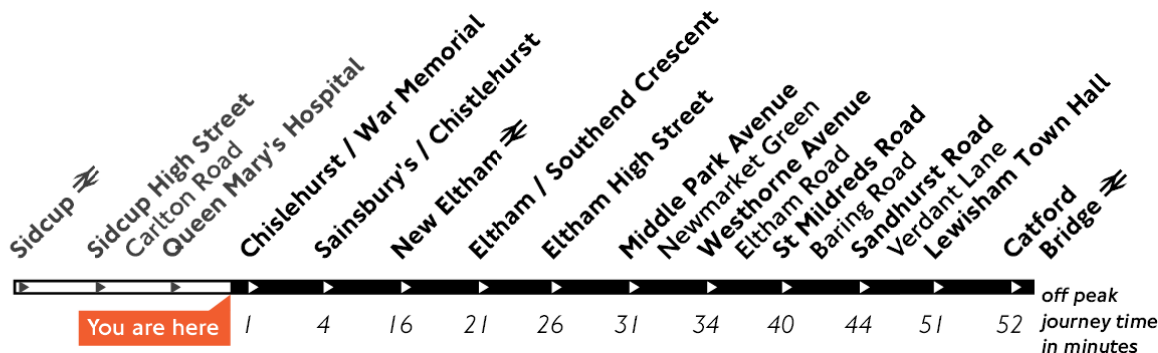 Sidcup
Sidcup High Street
Carlton Road
Queen Mary's Hospital
Chislehurst / War Memorial
Sainsbury's / Chistlehurst
New Eltham
Eltham / Southend Crescent
Eltham High Street
Middle Park Avenue
Newmarket Green
Westhorne Avenue
Eltham Road
St Mildreds Road
Baring Road
Sandhurst Road
Verdant Lane
Lewisham Town Hall
Catford
Bridge
You are here
1 4 16 21 26 31 34 40 44 51 52
off peak
journey time
in minutes